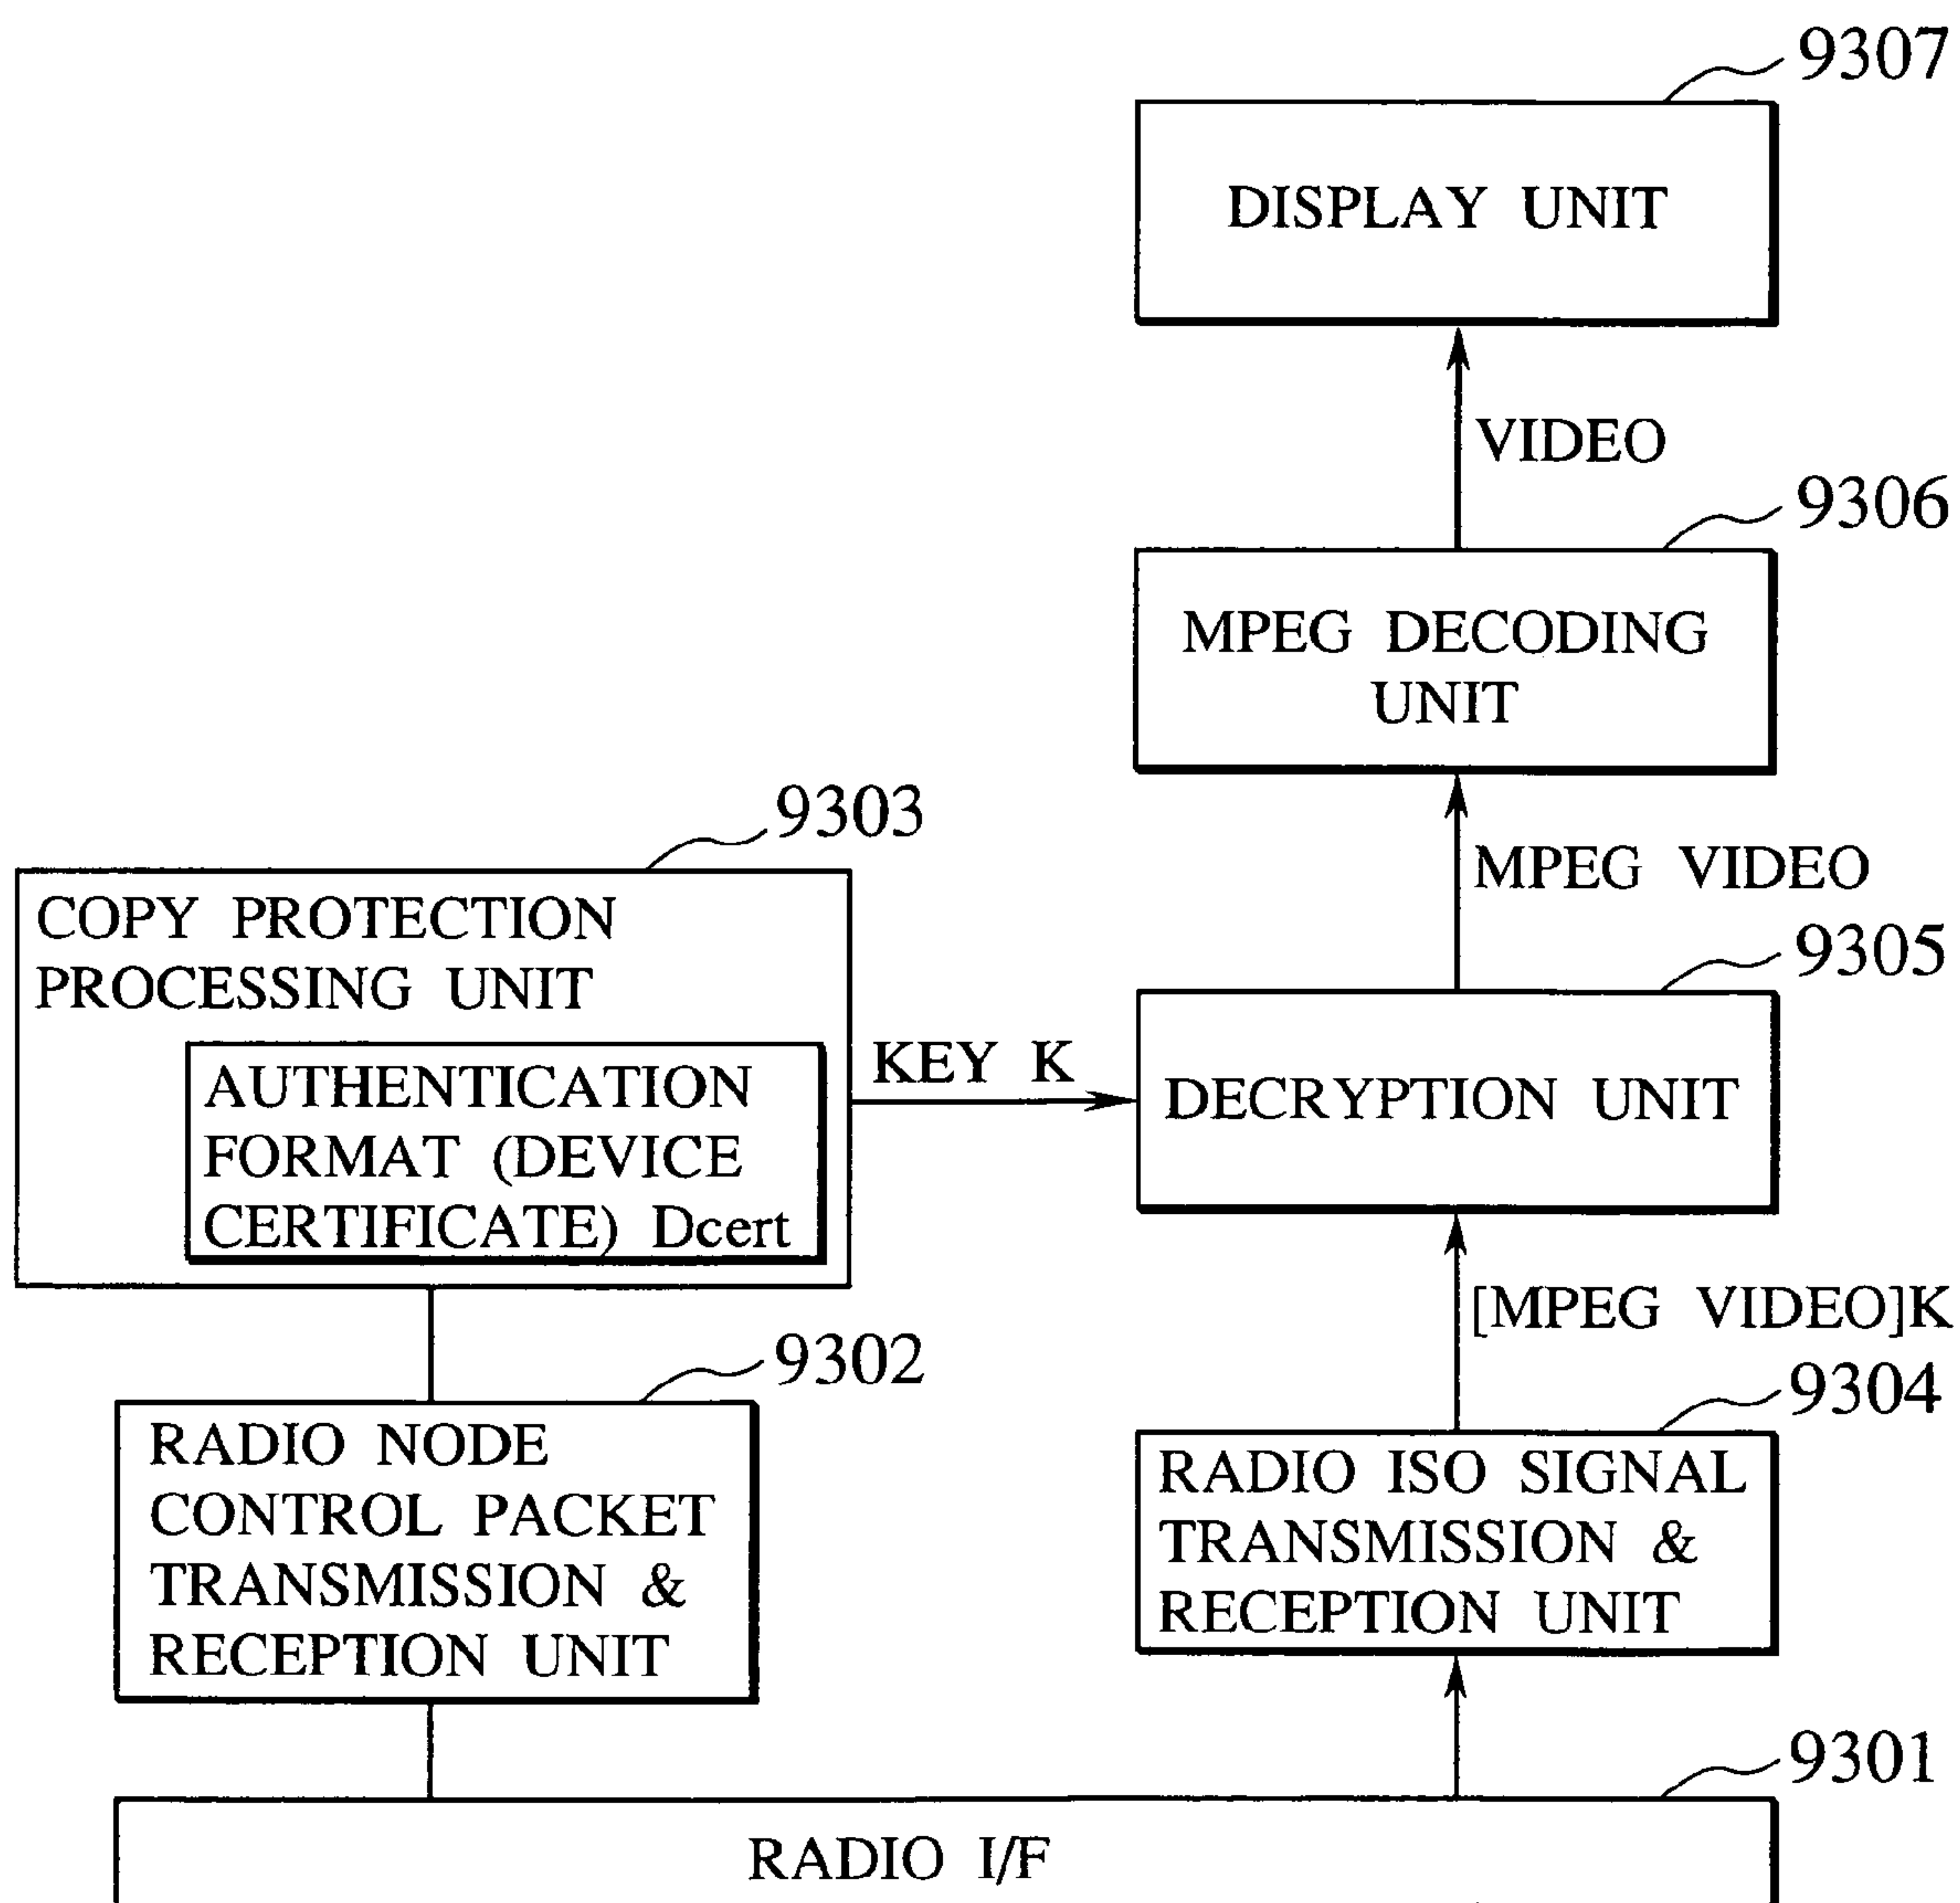 9307
DISPLAY UNIT
VIDEO
9306
MPEG DECODING
UNIT
9303
MPEG VIDEO
COPY PROTECTION
PROCESSING UNIT
9305
AUTHENTICATION
FORMAT (DEVICE
CERTIFICATE) Dcert
KEY K
DECRYPTION UNIT
[MPEG VIDEO]K
9302
9304
RADIO NODE
CONTROL PACKET
TRANSMISSION &
RECEPTION UNIT
RADIO ISO SIGNAL
TRANSMISSION &
RECEPTION UNIT
9301
RADIO I/F